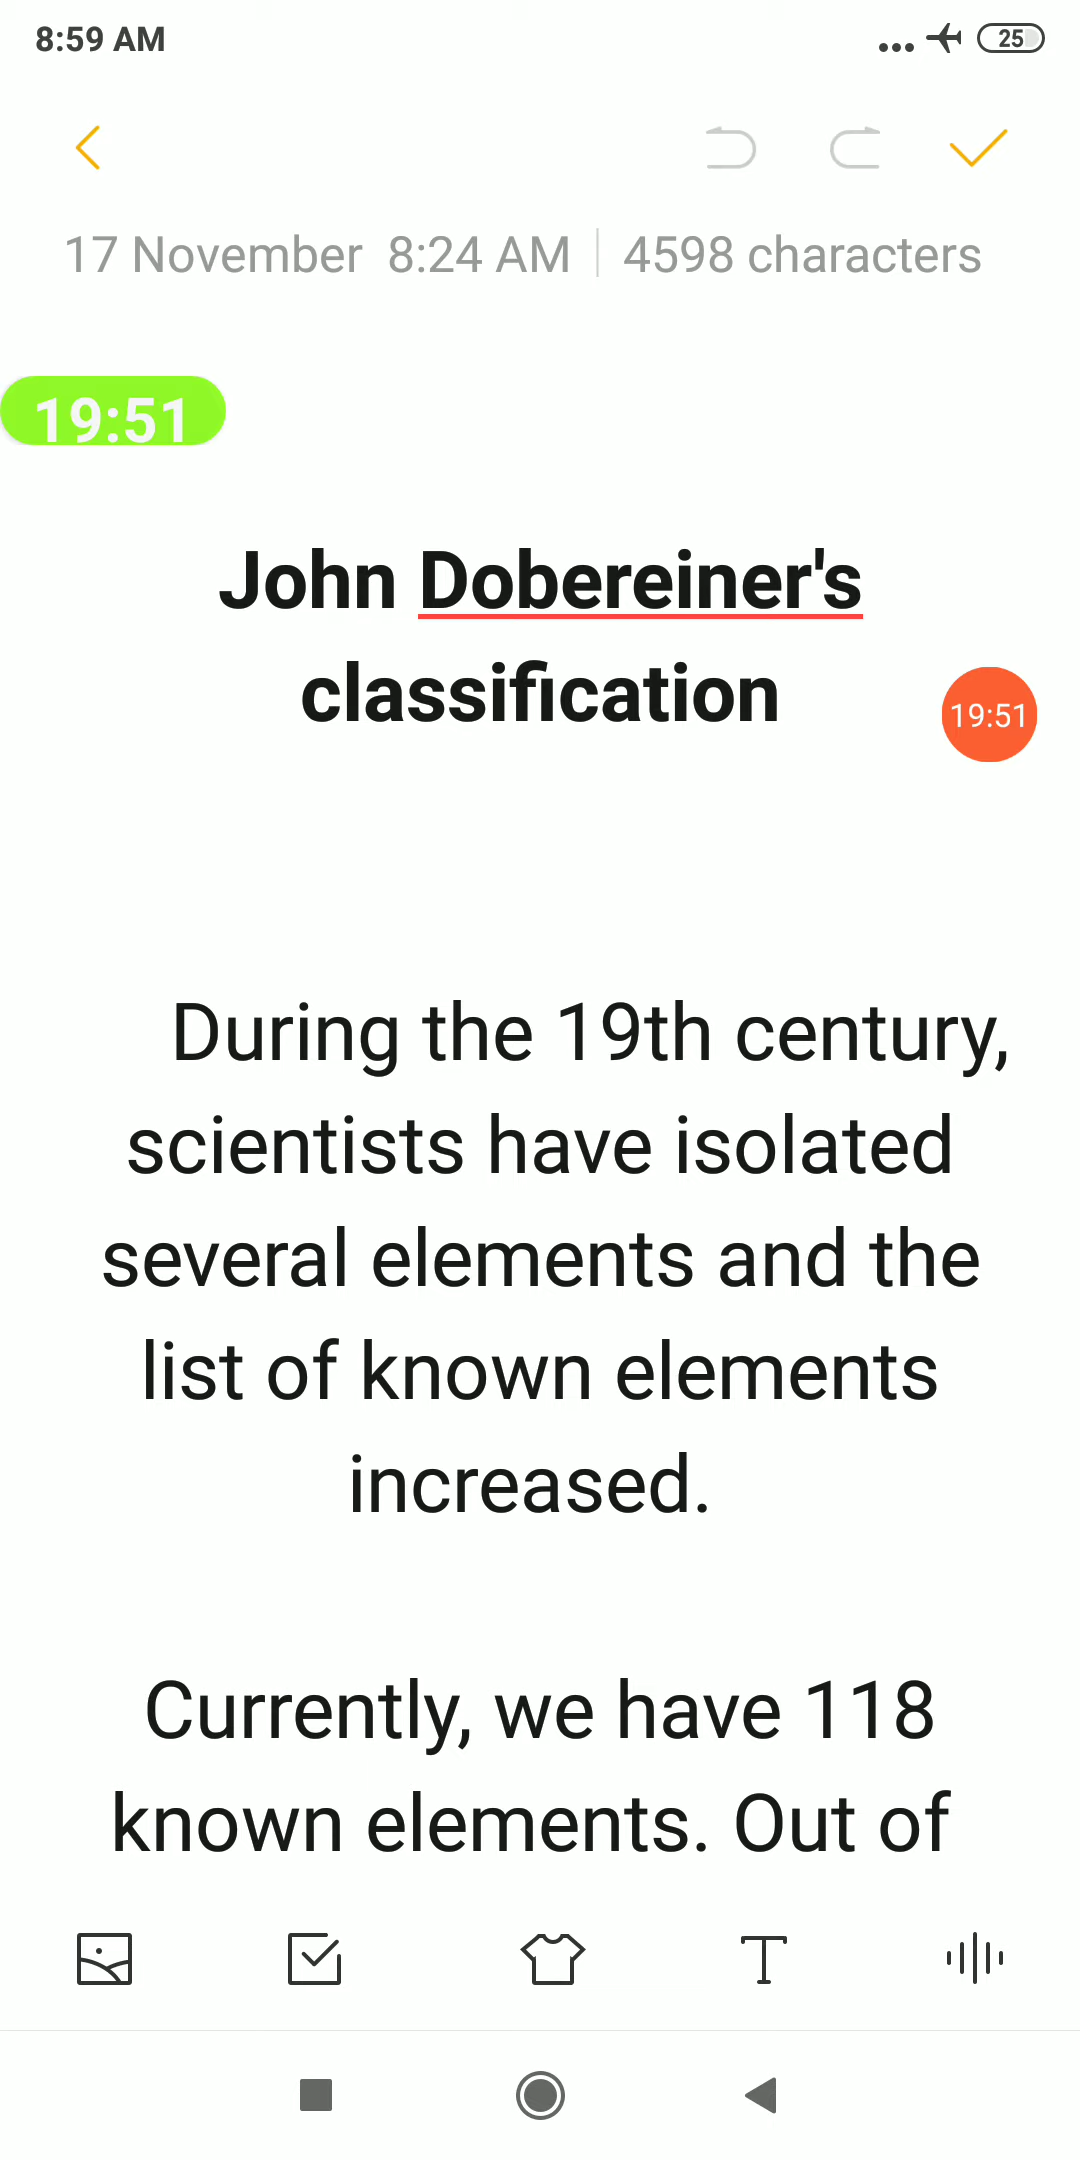 8:59 AM
25
17 November 8:24 AM | 4598 characters
19:51
John Dobereiner's
classification
19:51
During the 19th century,
scientists have isolated
several elements and the
list of known elements
increased.
Currently, we have 118
known elements. Out of